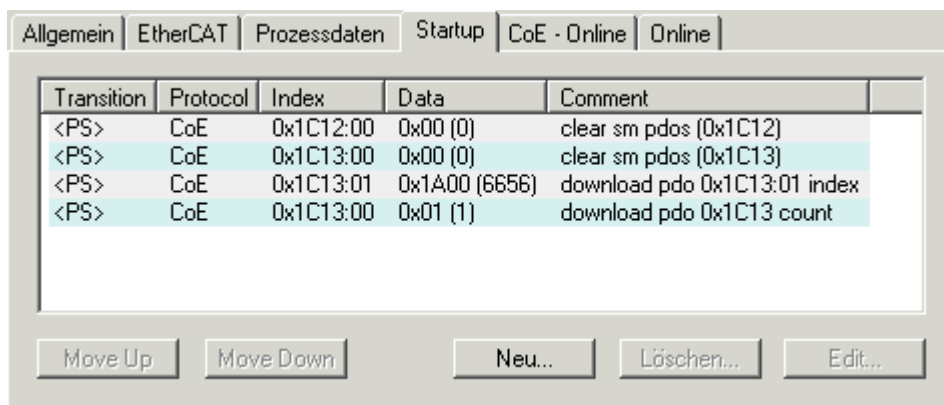 Allgemein EtherCAT Prozessdaten Startup CoE - Online Online
Transition Protocol Index Data Comment
<PS> CoE 0x1C12:00 0x00 (0) clear sm pdos (0x1C12)
<PS> CoE 0x1C13:00 0x00 (0) clear sm pdos (0x1C13)
<PS> CoE 0x1C13:01 0x1A00 (6656) download pdo 0x1C13:01 index
<PS> CoE 0x1C13:00 0x01 (1) download pdo 0x1C13 count
Move Up Move Down Neu... Löschen... Edit...